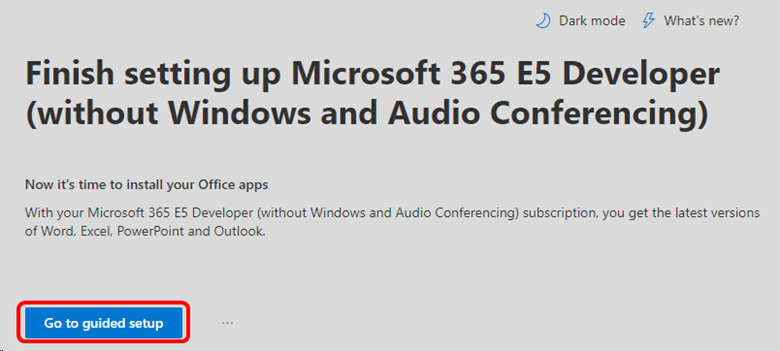 Dark mode What's new?
Finish setting up Microsoft 365 E5 Developer
(without Windows and Audio Conferencing)
Now it's time to install your Office apps
With your Microsoft 365 E5 Developer (without Windows and Audio Conferencing) subscription, you get the latest versions
of Word, Excel, PowerPoint and Outlook.
Go to guided setup ...